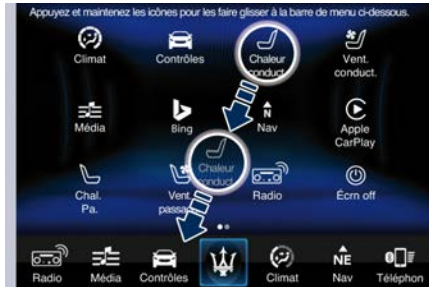 Appuyez et maintenez les icônes pour les faire glisser à la barre de menu ci-dessous.
Climat
Contrôles
Chaleur
conduct.
Vent.
conduct.
Média
Bing
N
Nav
Apple
CarPlay
Chaleur
conduct.
Chal.
Pa.
Vent.
passa
Radio
Écrn off
Radio
Média
Contrôles
Climat
NE
Nav
Téléphon